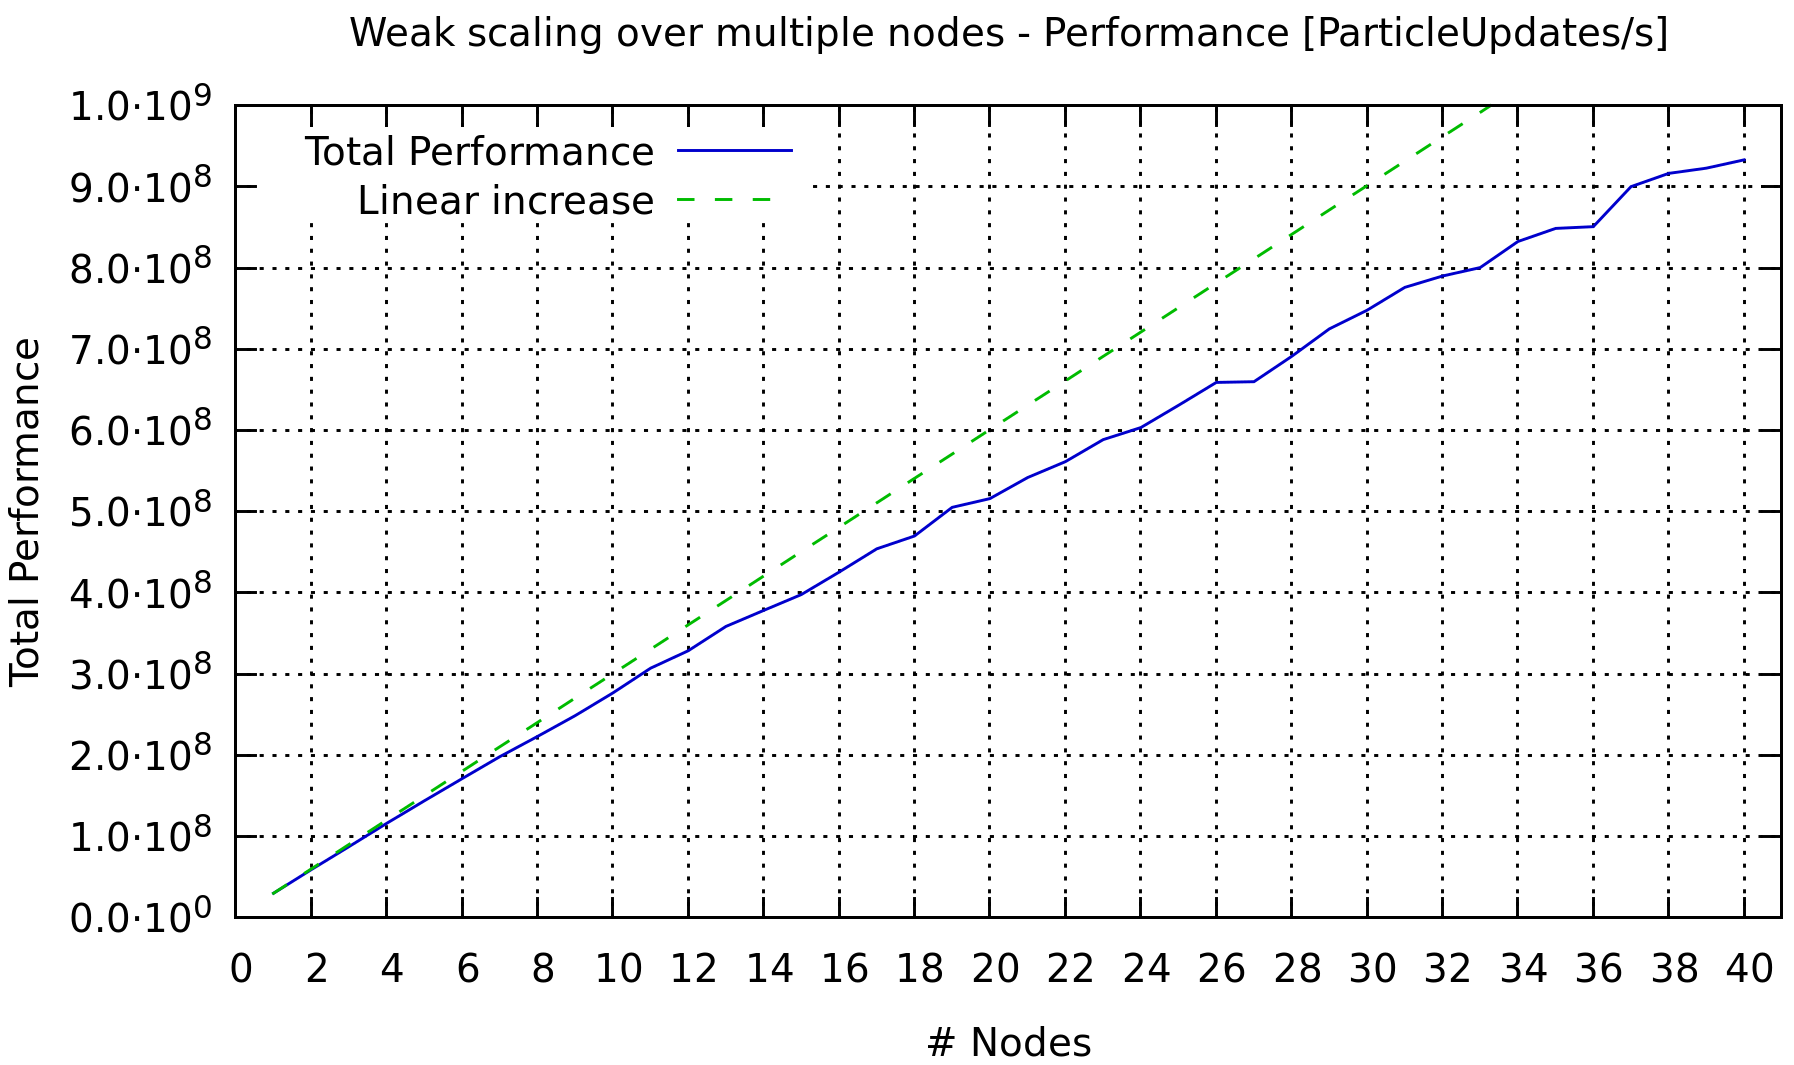 Weak scaling over multiple nodes - Performance [ParticleUpdates/s]
1.0·10⁹
9.0·10⁸
8.0·10⁸
7.0·10⁸
6.0·10⁸
5.0·10⁸
4.0·10⁸
3.0·10⁸
2.0·10⁸
1.0·10⁸
0.0·10⁰
Total Performance
Total Performance
Linear increase
0 2 4 6 8 10 12 14 16 18 20 22 24 26 28 30 32 34 36 38 40
# Nodes